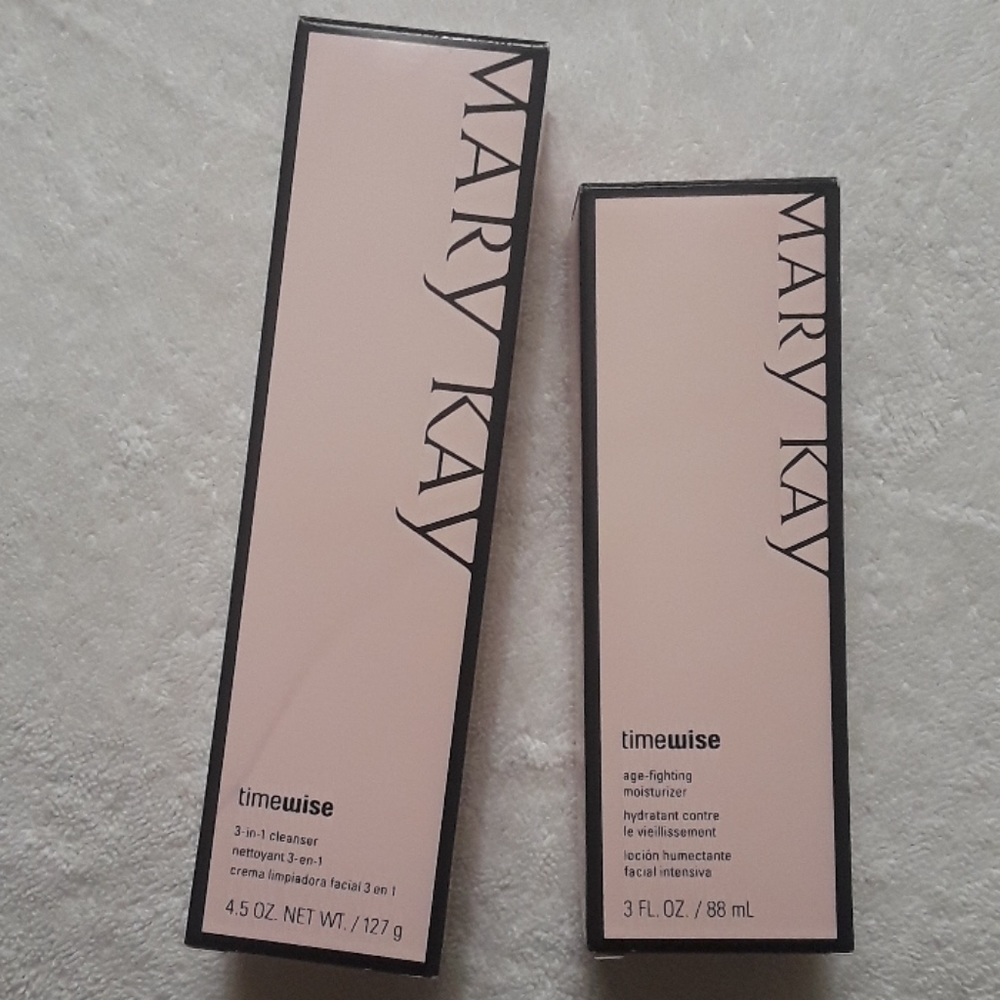 MARY KAY
timewise
3-in-1 cleanser
nettoyant 3-en-1
crema limpiadora facial 3 en 1
4.5 OZ. NET WT. / 127 g
MARY KAY
timewise
age-fighting
moisturizer
hydratant contre
le vieillissement
loción humectante
facial intensiva
3 FL. OZ. / 88 mL